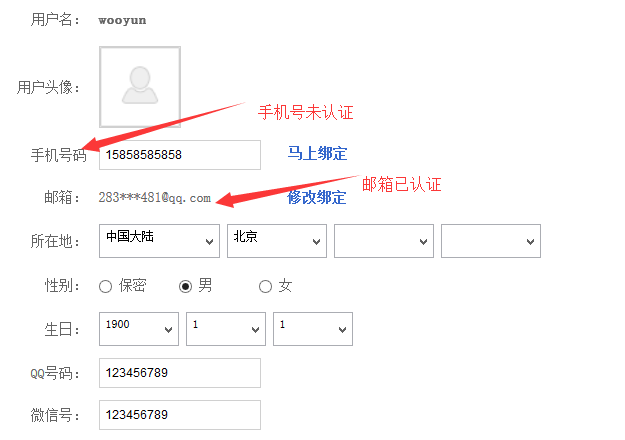 用户名： wooyun
用户头像：
手机号未认证
手机号码 15858585858 马上绑定
邮箱已认证
邮箱： 283***481@qq.com 修改绑定
所在地： 中国大陆 北京
性别： 保密 男 女
生日： 1900 1 1
QQ号码： 123456789
微信号： 123456789